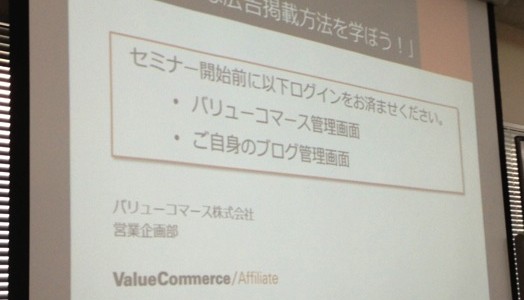 広告掲載方法を学ぼう！」
セミナー開始前に以下ログインをお済ませください。
・ バリューコマース管理画面
・ ご自身のブログ管理画面
バリューコマース株式会社
営業企画部
ValueCommerce/Affiliate